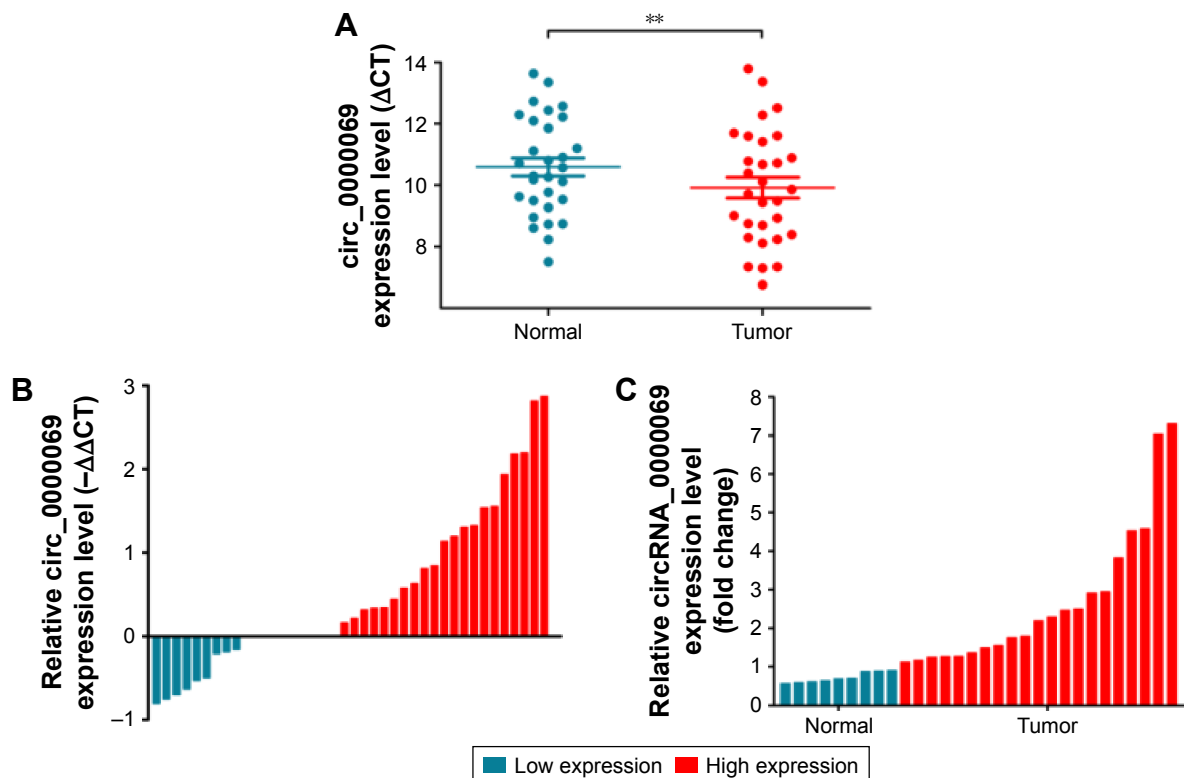 A
**
circ_0000069
expression level (ΔCT)
14
12
10
8
Normal
Tumor
B
Relative circ_0000069
expression level (–ΔΔCT)
3
2
1
0
–1
C
Relative circRNA_0000069
expression level
(fold change)
8
7
6
5
4
3
2
1
0
Normal
Tumor
Low expression
High expression